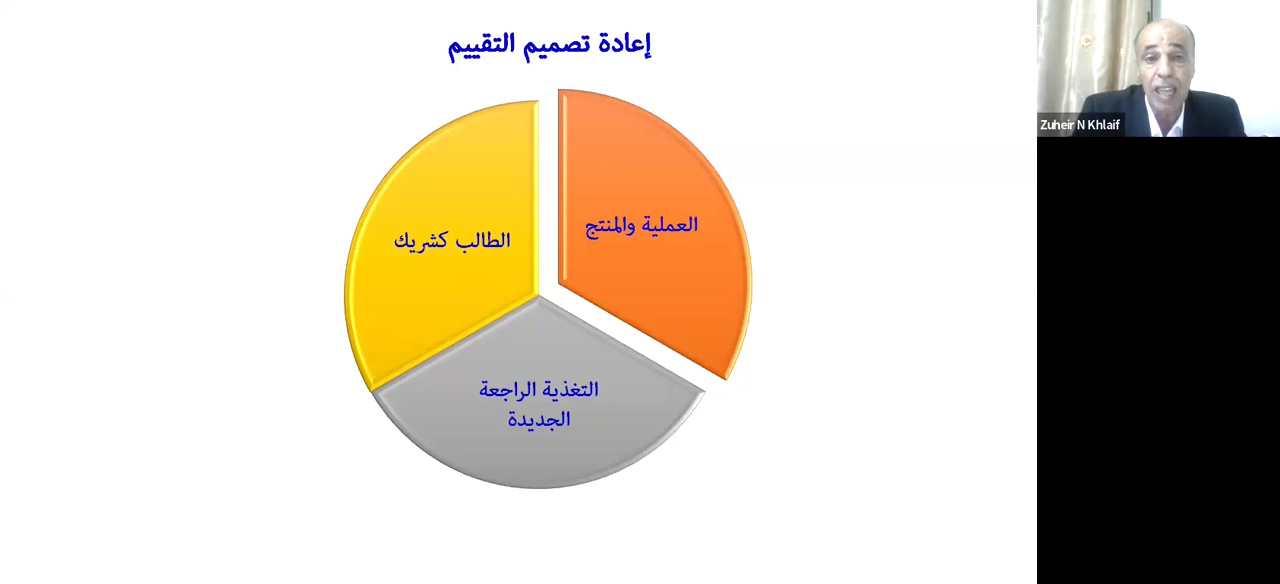 إعادة تصميم التقييم
العملية والمنتج
الطالب كشريك
التغذية الراجعة
الجديدة
Zuheir N Khlaif